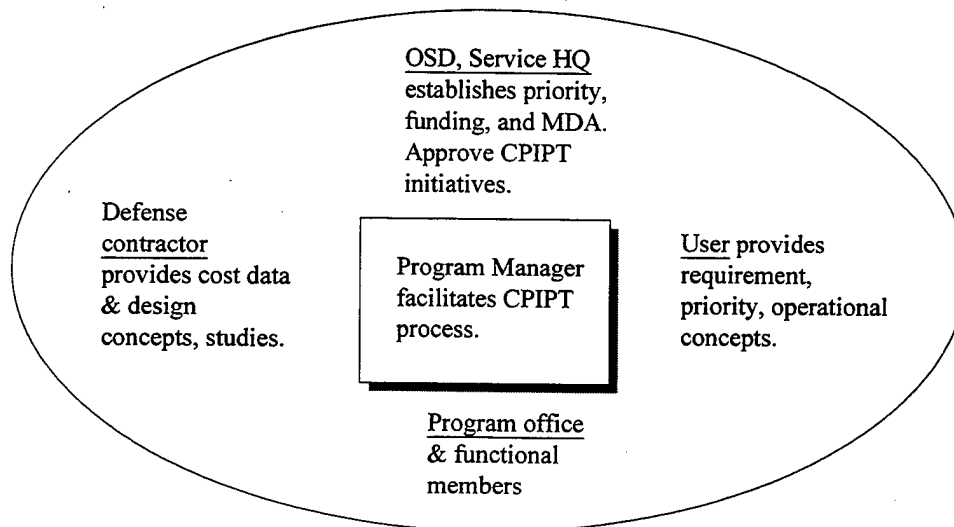 OSD, Service HQ
establishes priority,
funding, and MDA.
Approve CPIPT
initiatives.
Defense
contractor
provides cost data
& design
concepts, studies.
Program Manager
facilitates CPIPT
process.
User provides
requirement,
priority, operational
concepts.
Program office
& functional
members